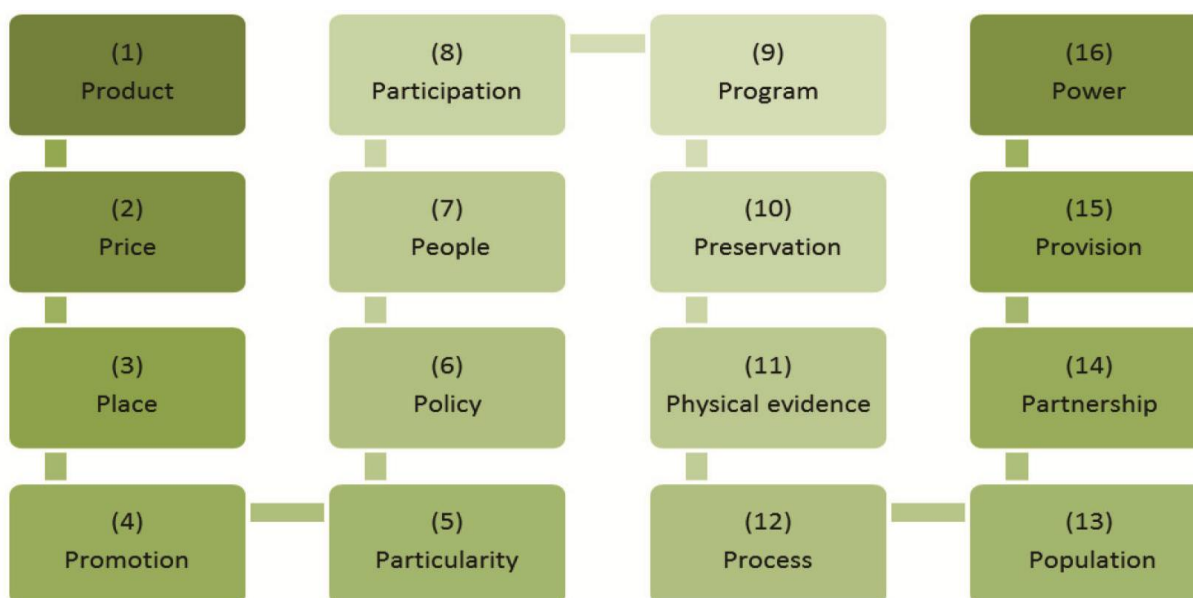 (1)
Product
(2)
Price
(3)
Place
(4)
Promotion
(5)
Particularity
(6)
Policy
(7)
People
(8)
Participation
(9)
Program
(10)
Preservation
(11)
Physical evidence
(12)
Process
(13)
Population
(14)
Partnership
(15)
Provision
(16)
Power